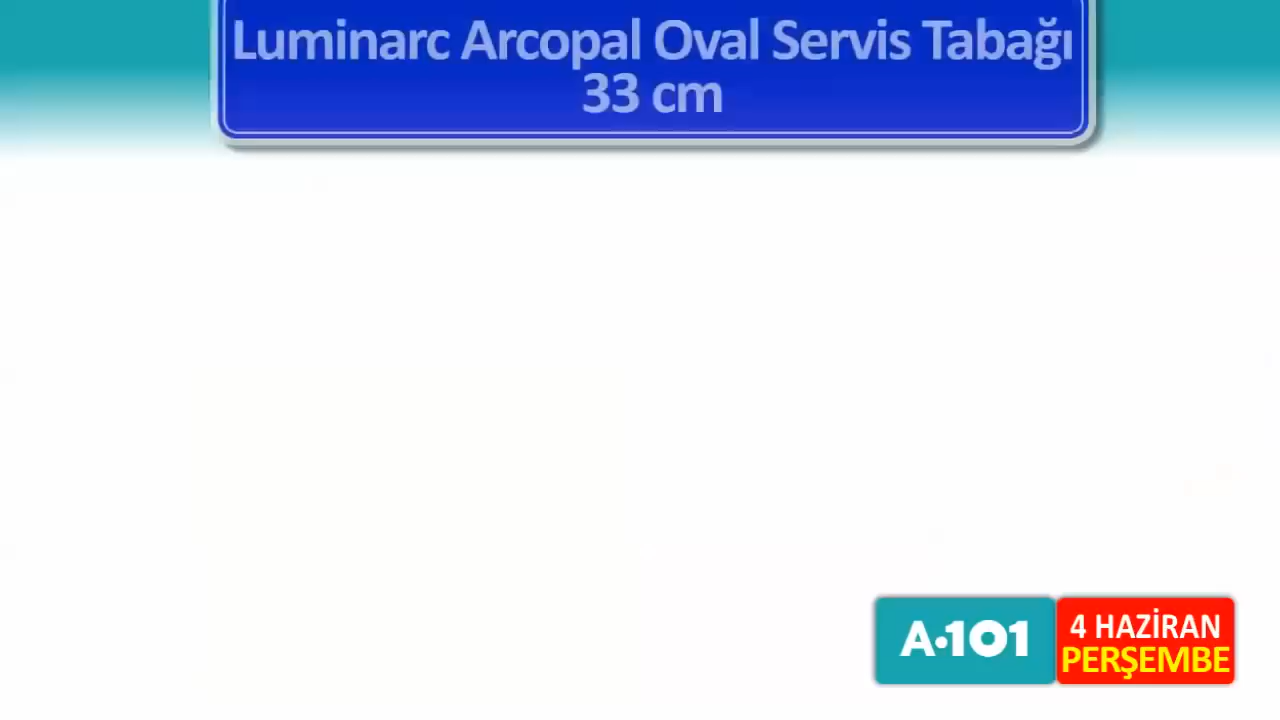 Luminarc Arcopal Oval Servis Tabağı
33 cm
A•101
4 HAZİRAN
PERŞEMBE